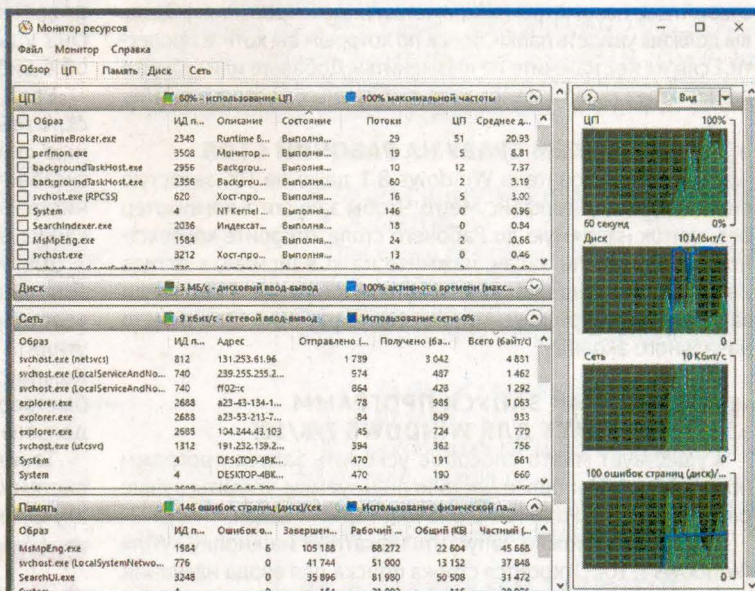 Монитор ресурсов
Файл Монитор Справка
Обзор ЦП Память Диск Сеть
ЦП 60% - использование ЦП 100% максимальной частоты
Образ ИД п... Описание Состояние Потоки ЦП Среднее д...
RuntimeBroker.exe 2340 Runtime B... Выполня... 29 51 20.93
perfmon.exe 3508 Монитор ... Выполня... 19 0 8.81
backgroundTaskHost.exe 2956 Backgrou... Выполня... 10 12 7.37
backgroundTaskHost.exe 2356 Backgrou... Выполня... 60 0 3.19
svchost.exe (RPCSS) 620 Хост-про... Выполня... 0 3.00
System 4 NT Kernel ... Выполня... 146 0 0.96
SearchIndexer.exe 2036 Индексат... Выполня... 18 0 0.84
MsMpEng.exe 1584 Выполня... 28 0 0.66
svchost.exe 3212 Хост-про... Выполня... 13 0 0.46
Диск 3 МБ/с - дисковый ввод-вывод 100% активного времени (макс...
Сеть 9 кбит/с - сетевой ввод-вывод Использование сети 0%
Образ ИД п... Адрес Отправлено (... Получено (ба... Всего (байт/с)
svchost.exe (netsvcs) 812 131.253.61.96 1 789 3 042 4 831
svchost.exe (LocalServiceAndNo... 740 239.255.255.2... 974 487 1 462
svchost.exe (LocalServiceAndNo... 740 ff02::c 864 428 1 292
explorer.exe 2688 a23-43-134-1... 78 985 1 063
explorer.exe 2688 a23-53-213-7... 84 849 933
explorer.exe 2688 104.244.43.103 46 724 770
svchost.exe (utcsvc) 1312 191.232.139.2... 394 362 756
System 4 DESKTOP-4BK... 470 191 661
System 4 DESKTOP-4BK... 470 190 660
Память 148 ошибок страниц (диск)/сек Использование физической па...
Образ ИД п... Ошибок о... Завершен... Рабочий ... Общий (КБ) Частный (...
MsMpEng.exe 1584 0 105 188 68 272 22 604 45 668
svchost.exe (LocalSystemNetwo... 776 0 41 744 51 000 13 152 37 848
SearchUI.exe 3248 0 35 896 81 980 50 508 31 472
Вид
ЦП 100%
60 секунд 0%
Диск 10 Мбит/с
0
Сеть 10 Кбит/с
0
100 ошибок страниц (диск)/...
0